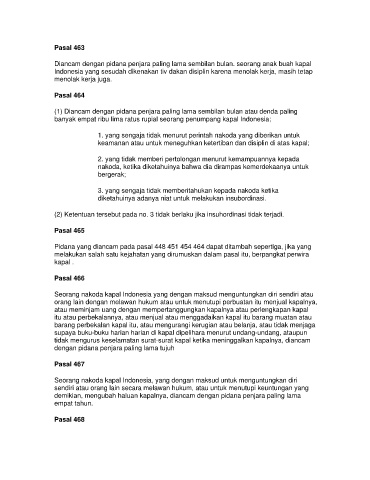 Pasal 463
Diancam dengan pidana penjara paling lama sembilan bulan. seorang anak buah kapal
Indonesia yang sesudah dikenakan tiv dakan disiplin karena menolak kerja, masih tetap
menolak kerja juga.
Pasal 464
(1) Diancam dengan pidana penjara paling lama sembilan bulan atau denda paling
banyak empat ribu lima ratus rupial seorang penumpang kapal Indonesia;
1. yang sengaja tidak menurut perintah nakoda yang diberikan untuk
keamanan atau untuk meneguhkan ketertiban dan disiplin di atas kapal;
2. yang tidak memberi pertolongan menurut kemampuannya kepada
nakoda, ketika diketahuinya bahwa dia dirampas kemerdekaanya untuk
bergerak;
3. yang sengaja tidak memberitahukan kepada nakoda ketika
diketahuinya adanya niat untuk melakukan insubordinasi.
(2) Ketentuan tersebut pada no. 3 tidak berlaku jika insuhordinasi tidak terjadi.
Pasal 465
Pidana yang diancam pada pasal 448 451 454 464 dapat ditambah sepertiga, jika yang
melakukan salah satu kejahatan yang dirumuskan dalam pasal itu, berpangkat perwira
kapal .
Pasal 466
Seorang nakoda kapal Indonesia yang dengan maksud menguntungkan diri sendiri atau
orang lain dengan melawan hukum atau untuk menutupi perbuatan itu menjual kapalnya,
atau meminjam uang dengan mempertanggungkan kapalnya atau perlengkapan kapal
itu atau perbekalannya, atau menjual atau menggadaikan kapal itu barang muatan atau
barang perbekalan kapal itu, atau mengurangi kerugian atau belanja, atau tidak menjaga
supaya buku-buku harian harian di kapal dipelihara menurut undang-undang, ataupun
tidak mengurus keselamatan surat-surat kapal ketika meninggalkan kapalnya, diancam
dengan pidana penjara paling lama tujuh
Pasal 467
Seorang nakoda kapal Indonesia, yang dengan maksud untuk menguntungkan diri
sendiri atau orang lain secara melawan hukum, atau untuk menutupi keuntungan yang
demikian, mengubah haluan kapalnya, diancam dengan pidana penjara paling lama
empat tahun.
Pasal 468